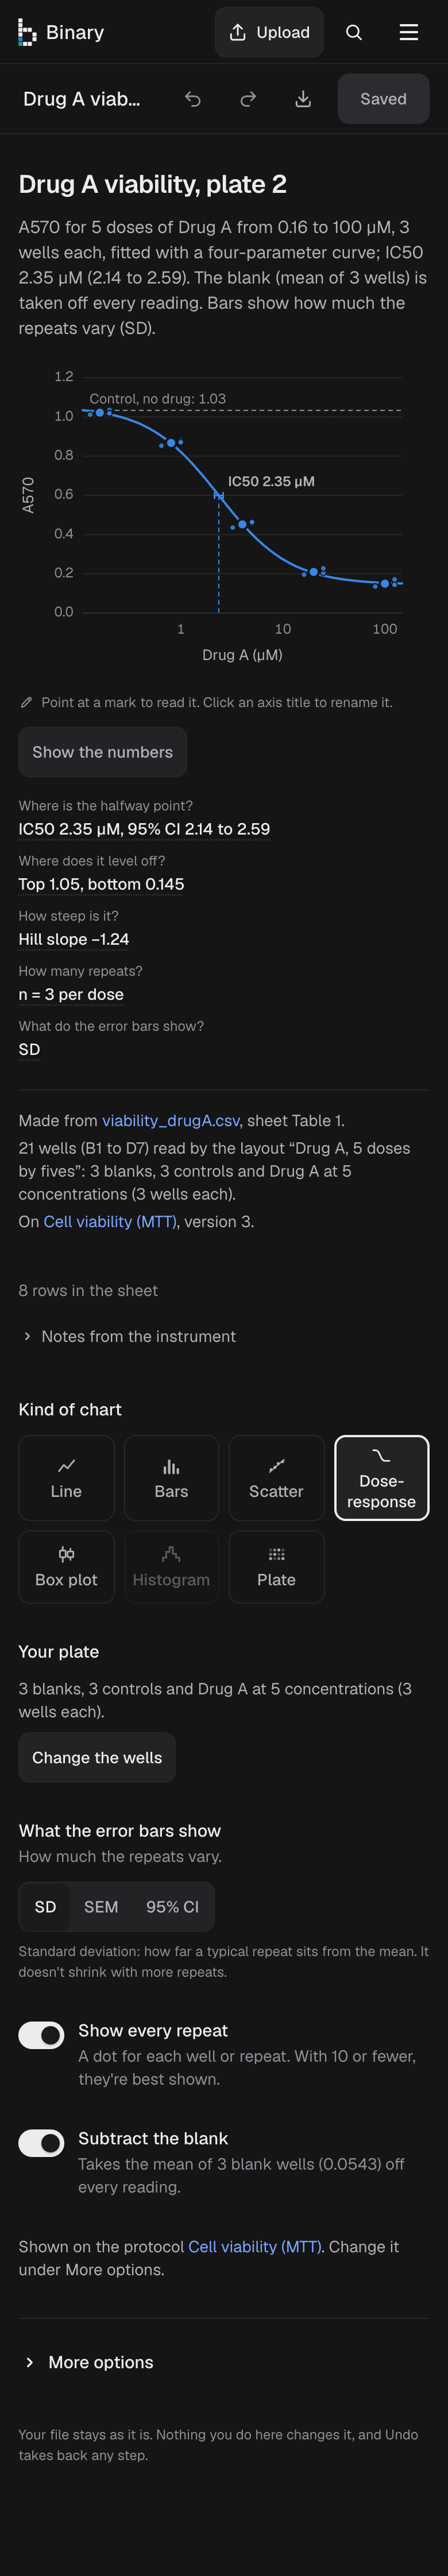 Binary
Upload
Drug A viab...
Saved
Drug A viability, plate 2
A570 for 5 doses of Drug A from 0.16 to 100 µM, 3
wells each, fitted with a four-parameter curve; IC50
2.35 µM (2.14 to 2.59). The blank (mean of 3 wells) is
taken off every reading. Bars show how much the
repeats vary (SD).
1.2
Control, no drug: 1.03
1.0
0.8
IC50 2.35 µM
0.6
A570
0.4
0.2
0.0
1
10
100
Drug A (µM)
Point at a mark to read it. Click an axis title to rename it.
Show the numbers
Where is the halfway point?
IC50 2.35 µM, 95% CI 2.14 to 2.59
Where does it level off?
Top 1.05, bottom 0.145
How steep is it?
Hill slope −1.24
How many repeats?
n = 3 per dose
What do the error bars show?
SD
Made from viability_drugA.csv, sheet Table 1.
21 wells (B1 to D7) read by the layout “Drug A, 5 doses
by fives”: 3 blanks, 3 controls and Drug A at 5
concentrations (3 wells each).
On Cell viability (MTT), version 3.
8 rows in the sheet
Notes from the instrument
Kind of chart
Line
Bars
Scatter
Dose-
response
Box plot
Histogram
Plate
Your plate
3 blanks, 3 controls and Drug A at 5 concentrations (3
wells each).
Change the wells
What the error bars show
How much the repeats vary.
SD
SEM
95% CI
Standard deviation: how far a typical repeat sits from the mean. It
doesn't shrink with more repeats.
Show every repeat
A dot for each well or repeat. With 10 or fewer,
they're best shown.
Subtract the blank
Takes the mean of 3 blank wells (0.0543) off
every reading.
Shown on the protocol Cell viability (MTT). Change it
under More options.
More options
Your file stays as it is. Nothing you do here changes it, and Undo
takes back any step.